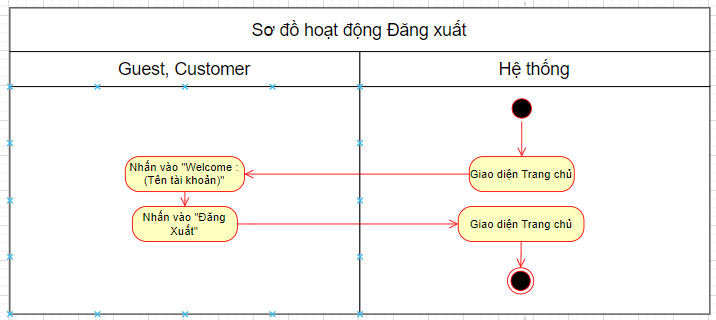 Sơ đồ hoạt động Đăng xuất
Guest, Customer
Hệ thống
Nhấn vào "Welcome :
(Tên tài khoản)"
Giao diện Trang chủ
Nhấn vào "Đăng
Xuất"
Giao diện Trang chủ